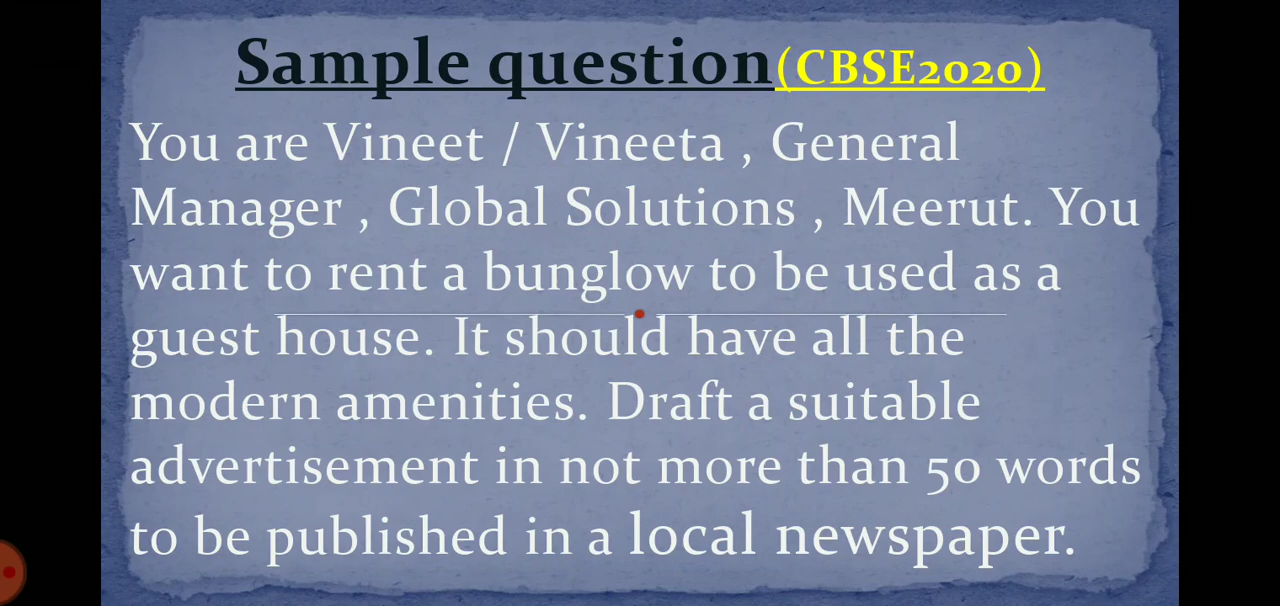 Sample question(CBSE2020)
You are Vineet / Vineeta , General
Manager , Global Solutions , Meerut. You
want to rent a bunglow to be used as a
guest house. It should have all the
modern amenities. Draft a suitable
advertisement in not more than 50 words
to be published in a local newspaper.